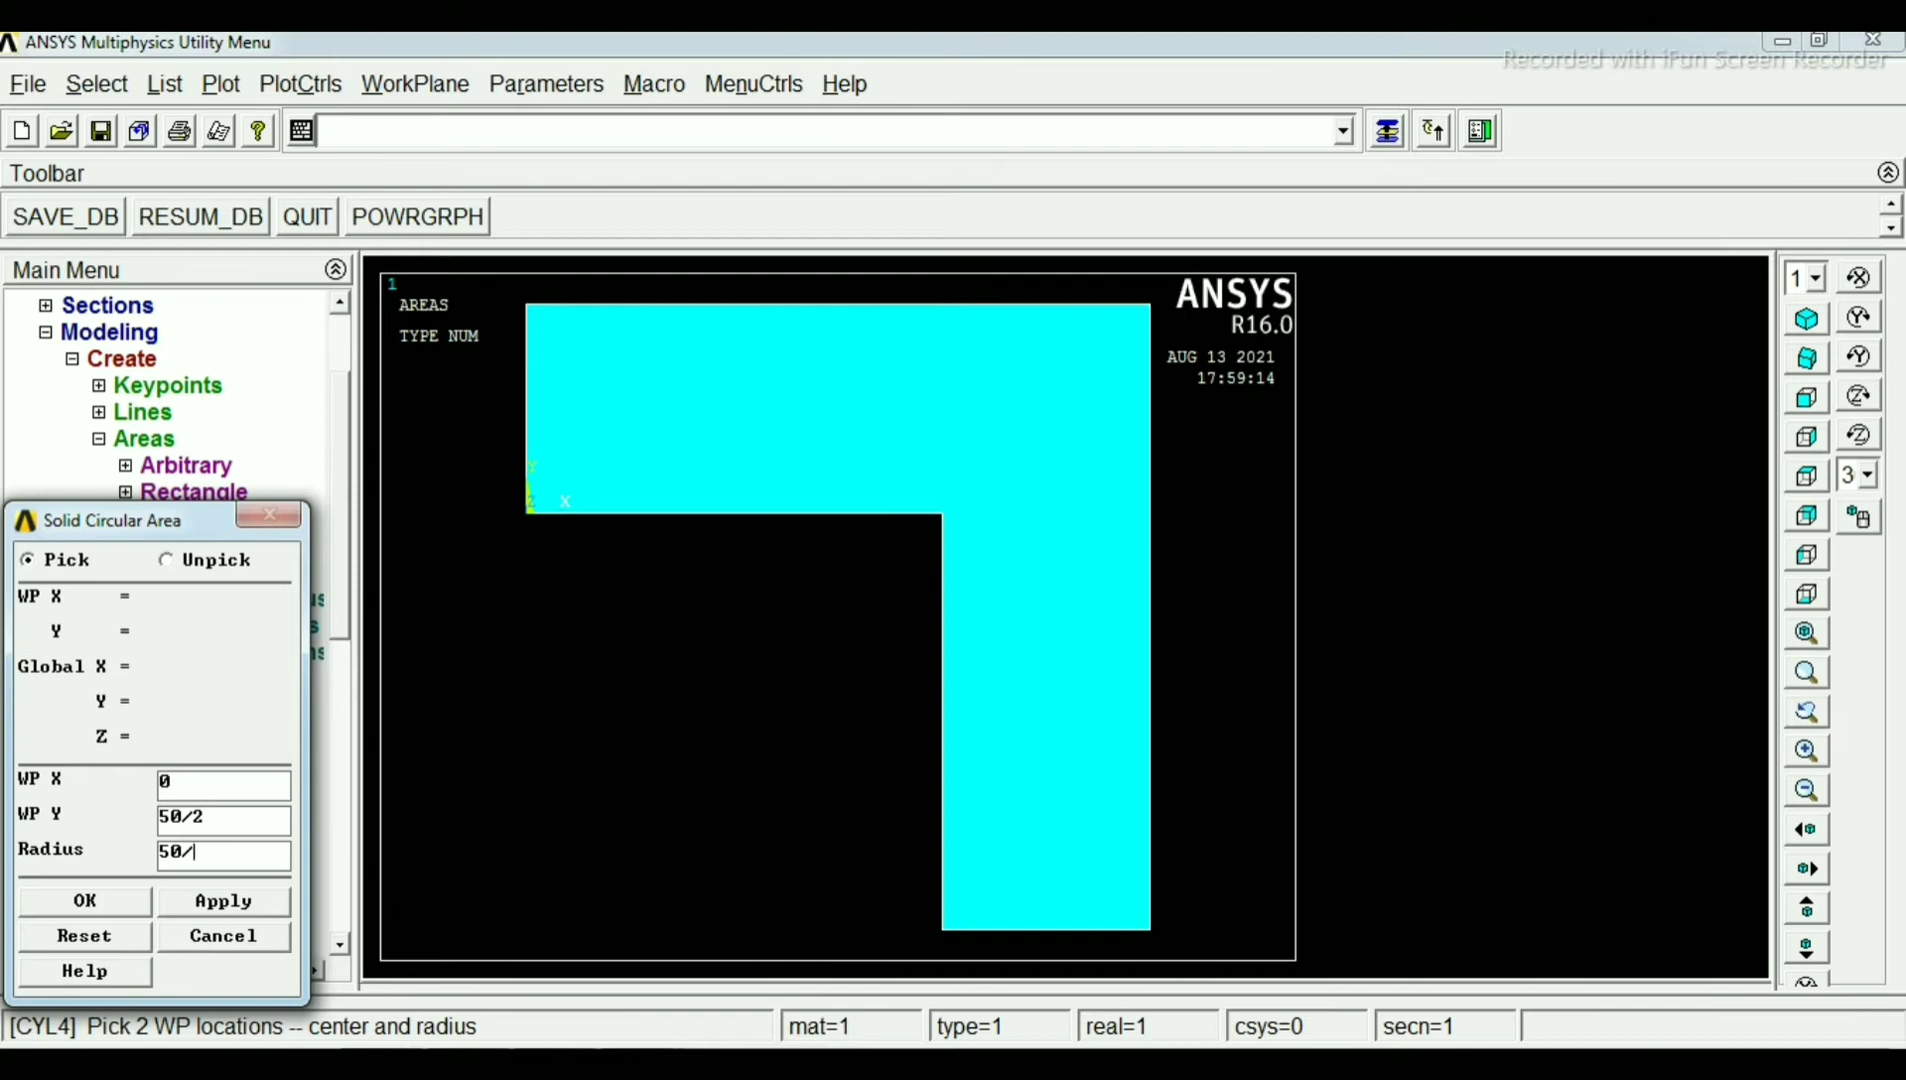 ANSYS Multiphysics Utility Menu
Recorded with iFun Screen Recorder
File Select List Plot PlotCtrls WorkPlane Parameters Macro MenuCtrls Help
Toolbar
SAVE_DB RESUM_DB QUIT POWRGRPH
Main Menu
Sections
Modeling
Create
Keypoints
Lines
Areas
Arbitrary
Rectangle
Solid Circular Area
Pick Unpick
WP X =
Y =
Global X =
Y =
Z =
WP X 0
WP Y 50/2
Radius 50/
OK Apply
Reset Cancel
Help
1
AREAS
TYPE NUM
ANSYS
R16.0
AUG 13 2021
17:59:14
Y
Z X
1
3
[CYL4] Pick 2 WP locations -- center and radius
mat=1 type=1 real=1 csys=0 secn=1